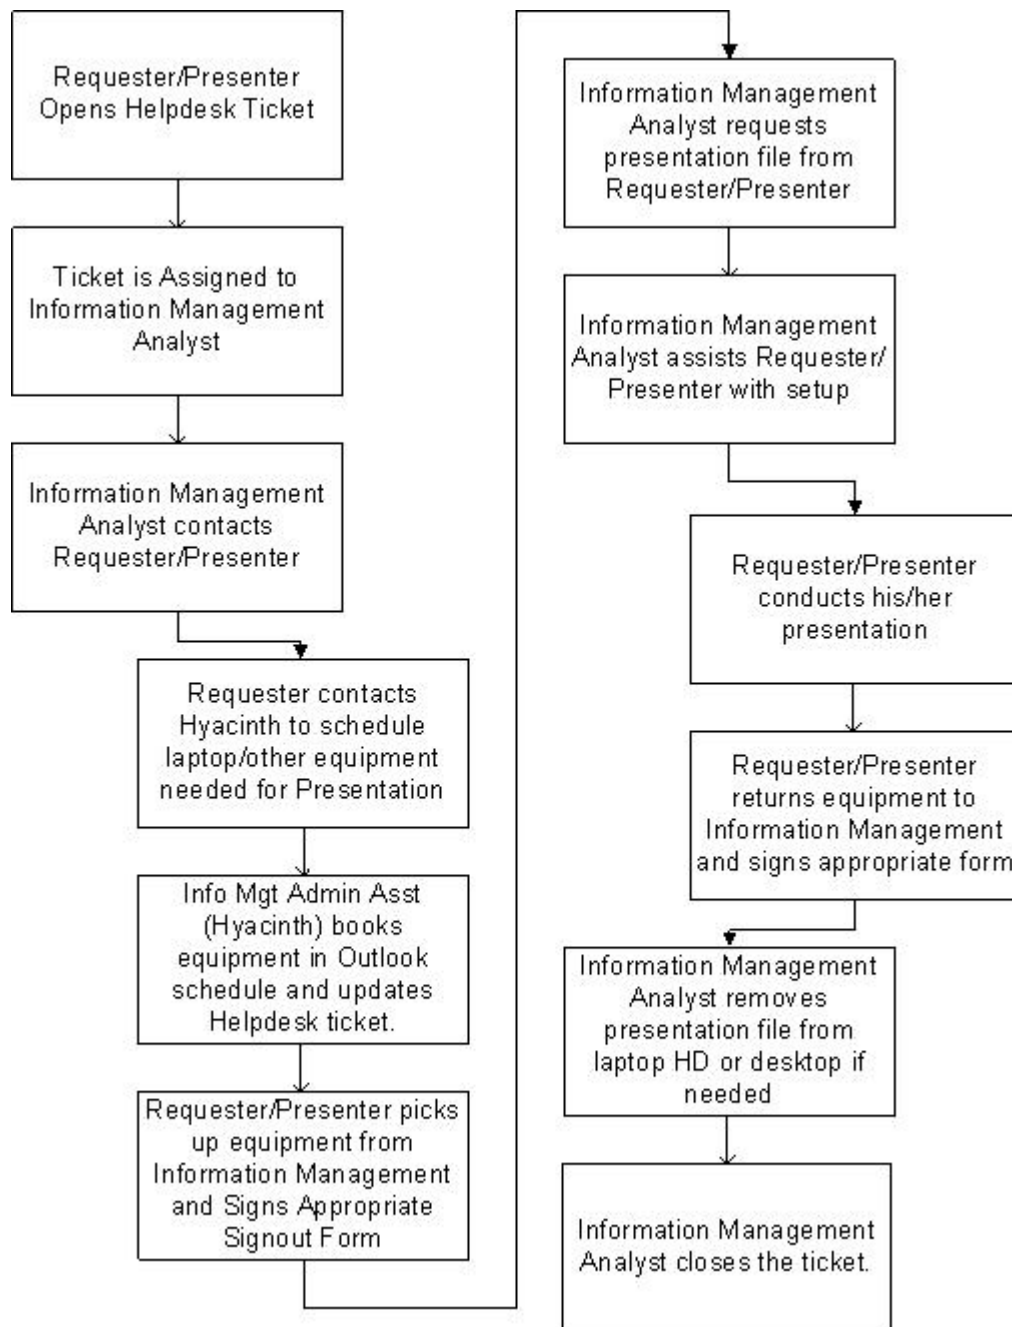 Requester/Presenter
Opens Helpdesk Ticket
Ticket is Assigned to
Information Management
Analyst
Information Management
Analyst contacts
Requester/Presenter
Requester contacts
Hyacinth to schedule
laptop/other equipment
needed for Presentation
Info Mgt Admin Asst
(Hyacinth) books
equipment in Outlook
schedule and updates
Helpdesk ticket.
Requester/Presenter picks
up equipment from
Information Management
and Signs Appropriate
Signout Form
Information Management
Analyst requests
presentation file from
Requester/Presenter
Information Management
Analyst assists Requester/
Presenter with setup
Requester/Presenter
conducts his/her
presentation
Requester/Presenter
returns equipment to
Information Management
and signs appropriate form
Information Management
Analyst removes
presentation file from
laptop HD or desktop if
needed
Information Management
Analyst closes the ticket.